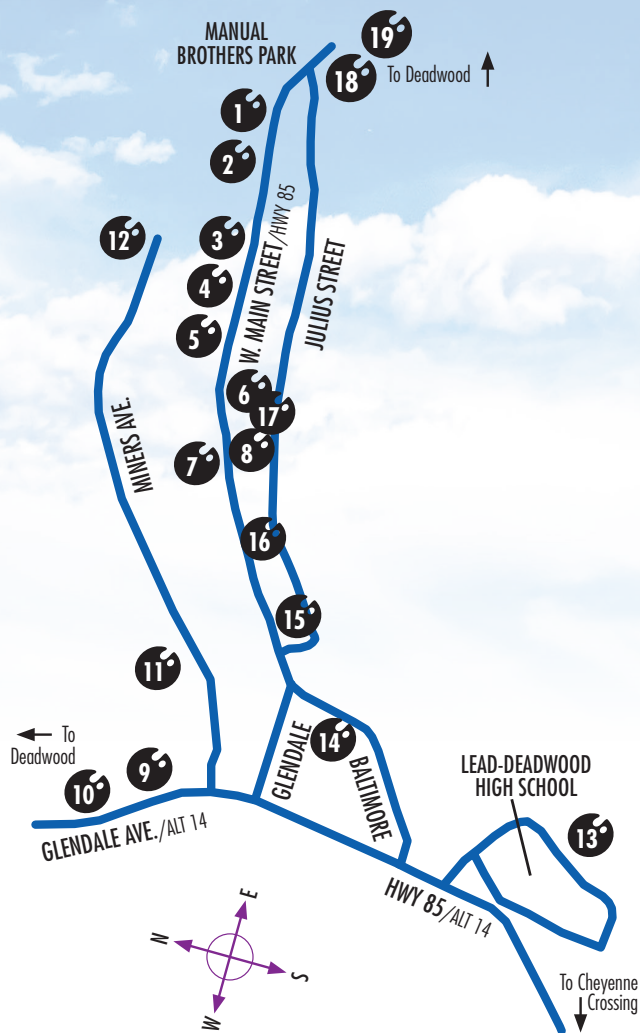 MANUAL
BROTHERS PARK
19
18
To Deadwood
1
2
12
3
4
5
W. MAIN STREET/HWY 85
JULIUS STREET
6
17
MINERS AVE.
7
8
16
15
11
To
Deadwood
9
10
GLENDALE
14
BALTIMORE
GLENDALE AVE./ALT 14
LEAD-DEADWOOD
HIGH SCHOOL
13
HWY 85/ALT 14
E
N
S
W
To Cheyenne
Crossing